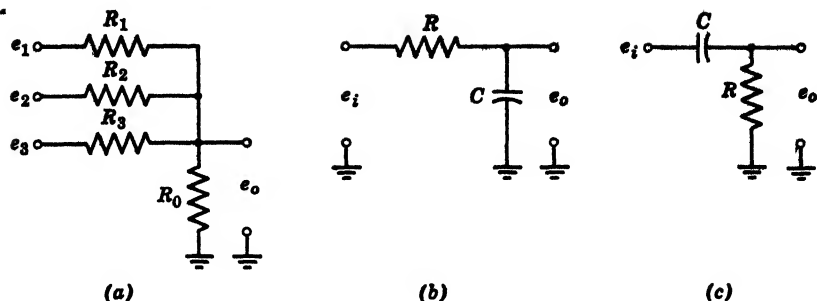 R₁
e₁
R₂
e₂
R₃
e₃
R₀
eₒ
(a)
R
eᵢ
C
eₒ
(b)
C
eᵢ
R
eₒ
(c)